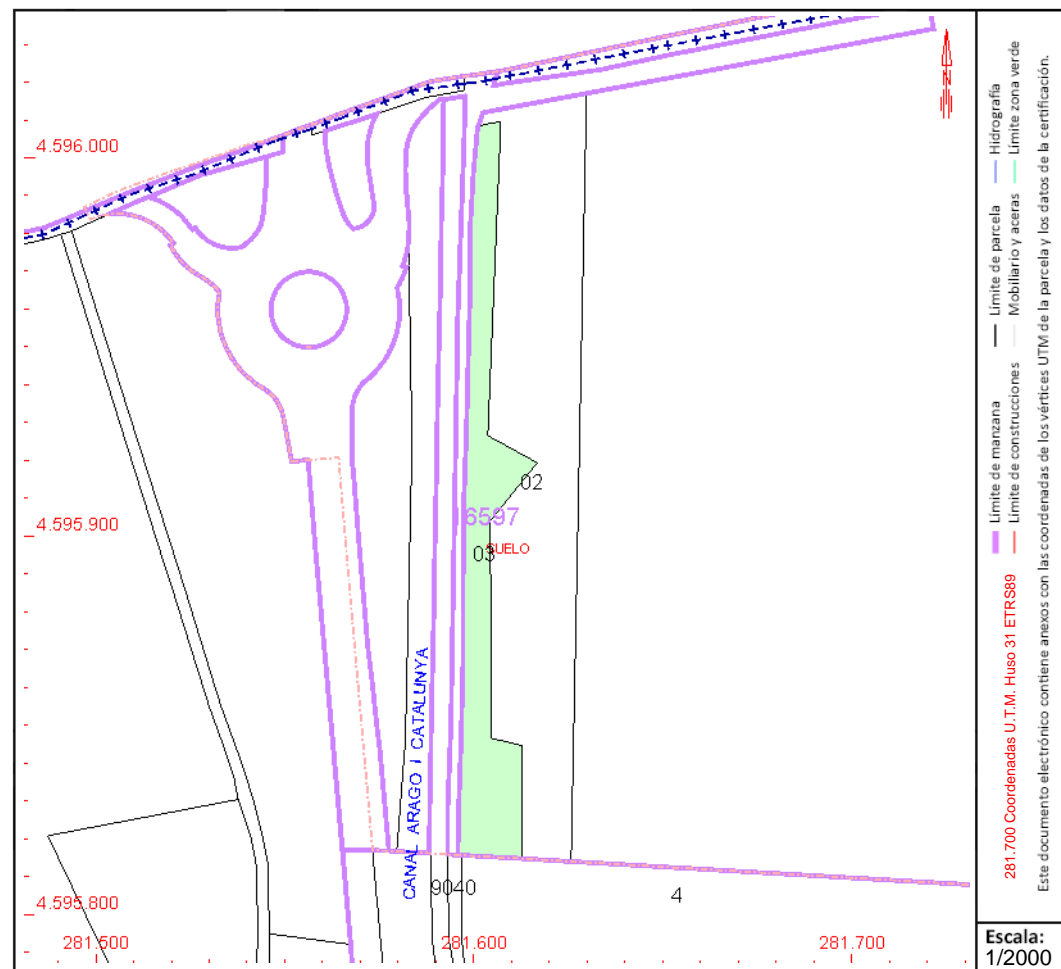 N
4.596.000
02
6597
4.595.900
03
SUELO
CANAL ARAGO I CATALUNYA
9040
4
4.595.800
281.500
281.600
281.700
281.700 Coordenadas U.T.M. Huso 31 ETRS89
Límite de manzana
Límite de parcela
Hidrografía
Límite de construcciones
Mobiliario y aceras
Límite zona verde
Este documento electrónico contiene anexos con las coordenadas de los vértices UTM de la parcela y los datos de la certificación.
Escala:
1/2000